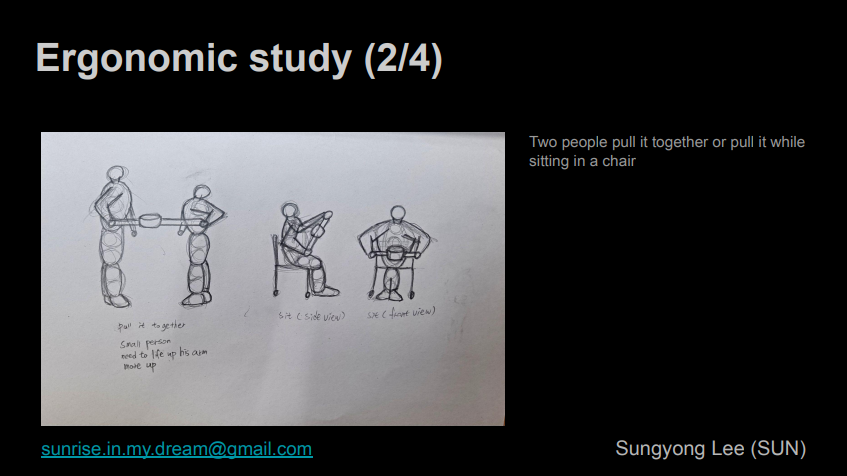 Ergonomic study (2/4)
Two people pull it together or pull it while
sitting in a chair
pull it together
Small person
need to life up his arm
more up
sit (side view)
sit (front view)
sunrise.in.my.dream@gmail.com
Sungyong Lee (SUN)